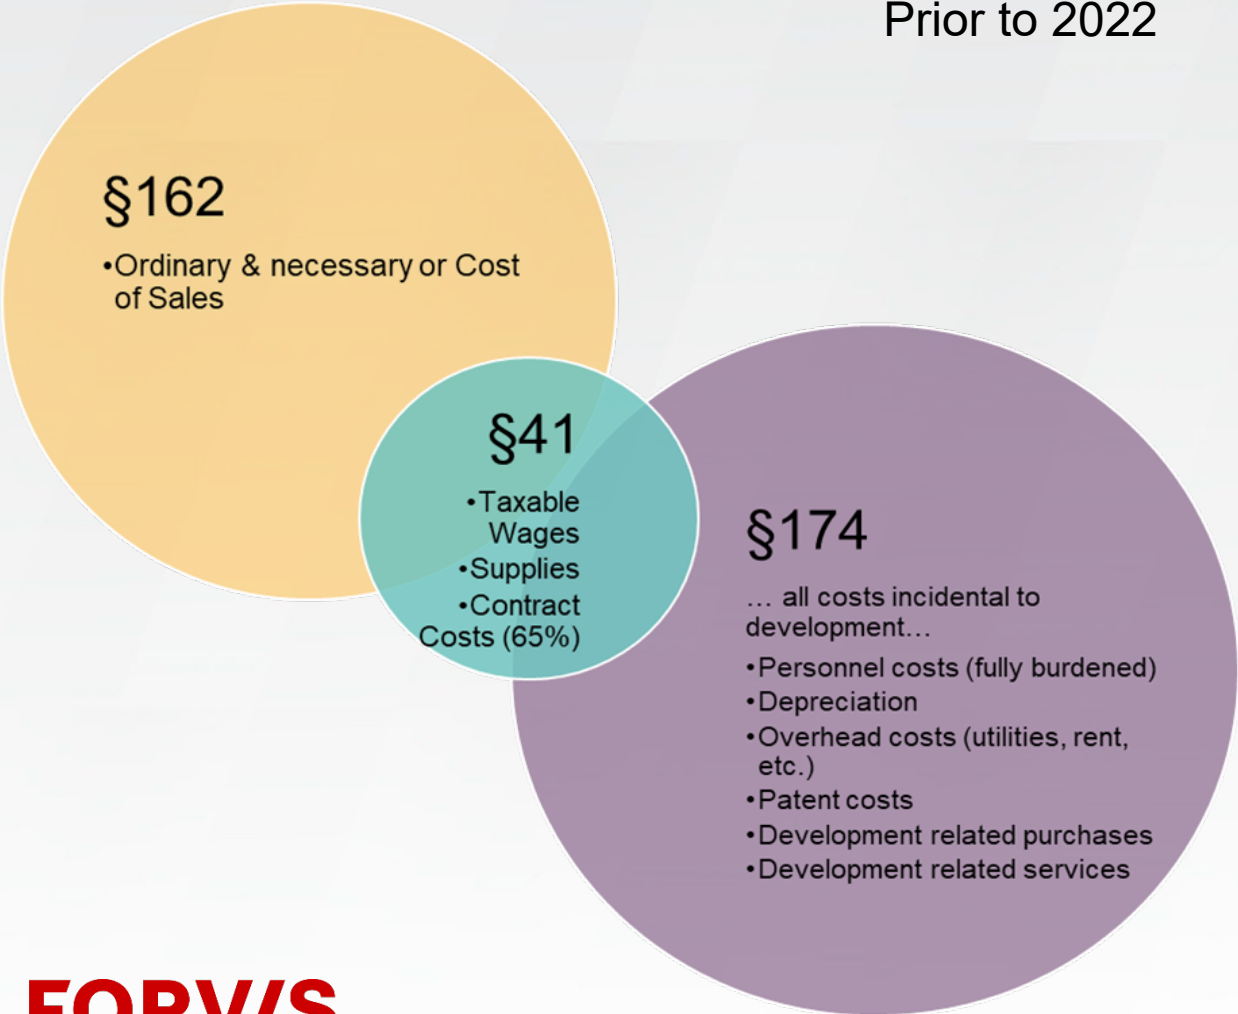 Prior to 2022
§162
•Ordinary & necessary or Cost
of Sales
§41
•Taxable
Wages
•Supplies
•Contract
Costs (65%)
§174
… all costs incidental to
development…
•Personnel costs (fully burdened)
•Depreciation
•Overhead costs (utilities, rent,
etc.)
•Patent costs
•Development related purchases
•Development related services
FORVIS